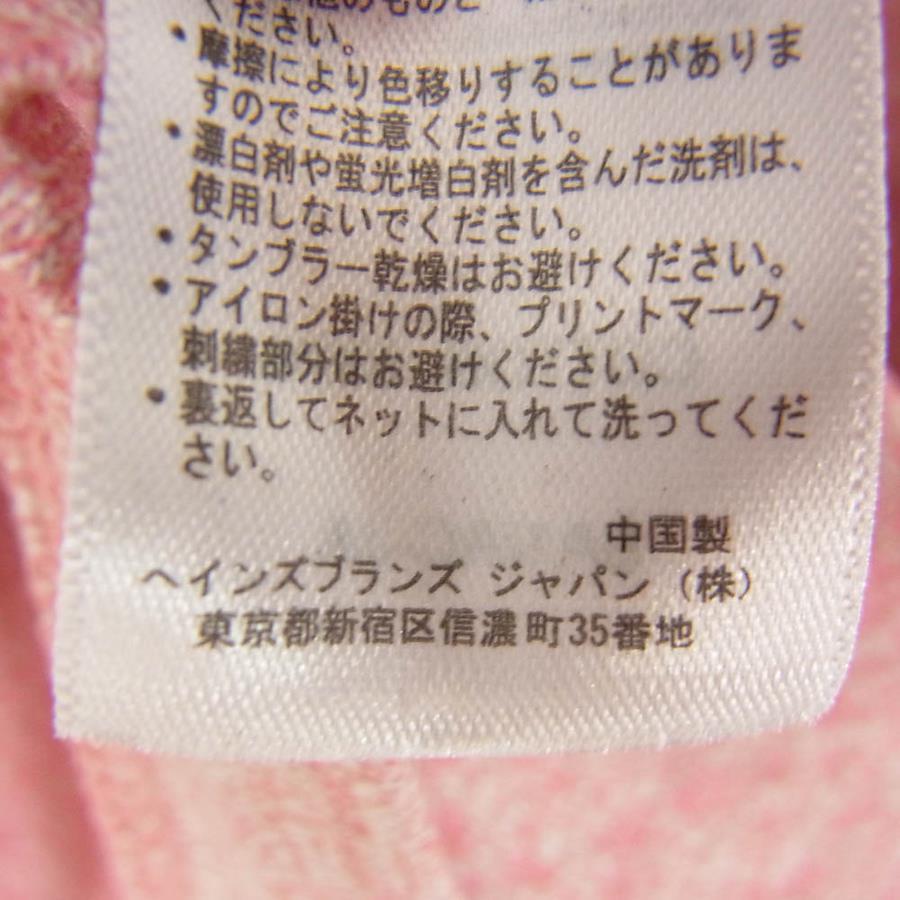 ください。
・摩擦により色移りすることがありま
すのでご注意ください。
・漂白剤や蛍光増白剤を含んだ洗剤は、
使用しないでください。
・タンブラー乾燥はお避けください。
・アイロン掛けの際、プリントマーク、
刺繍部分はお避けください。
・裏返してネットに入れて洗ってくだ
さい。
中国製
ヘインズブランズ ジャパン（株）
東京都新宿区信濃町35番地